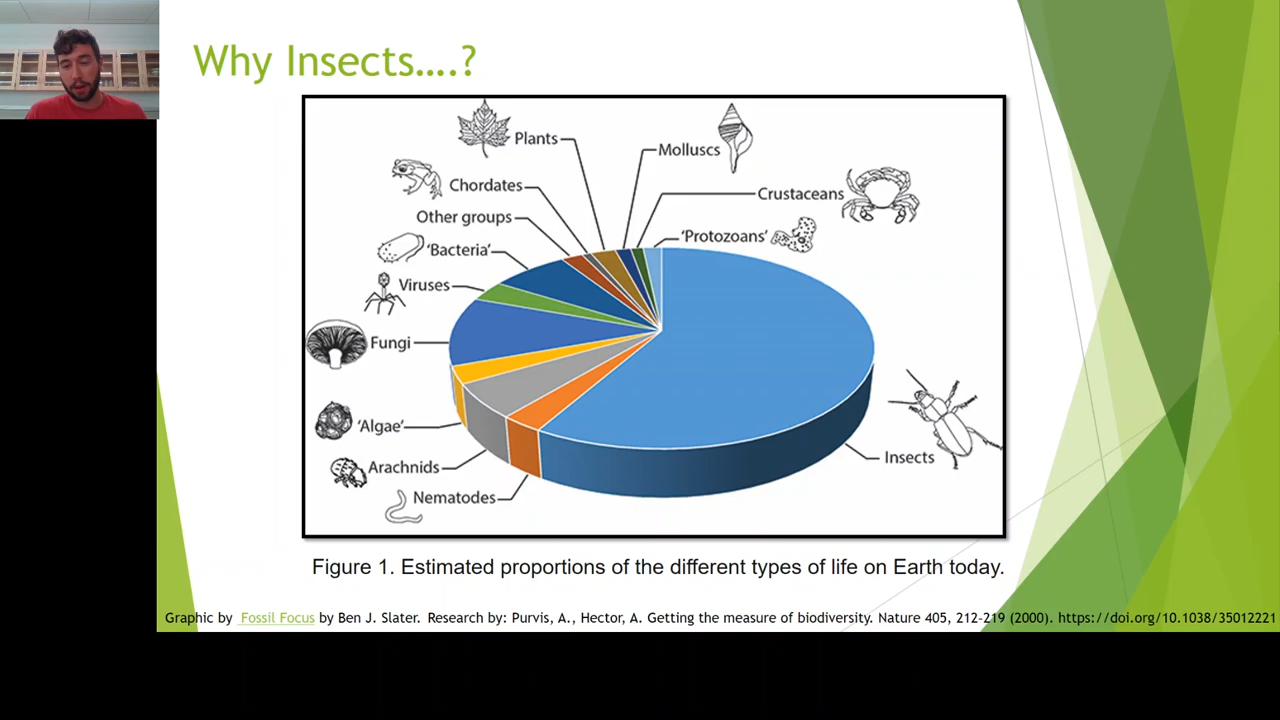 Why Insects....?
Plants
Molluscs
Chordates
Crustaceans
Other groups
'Protozoans'
'Bacteria'
Viruses
Fungi
'Algae'
Insects
Arachnids
Nematodes
Figure 1. Estimated proportions of the different types of life on Earth today.
Graphic by Fossil Focus by Ben J. Slater. Research by: Purvis, A., Hector, A. Getting the measure of biodiversity. Nature 405, 212–219 (2000). https://doi.org/10.1038/35012221